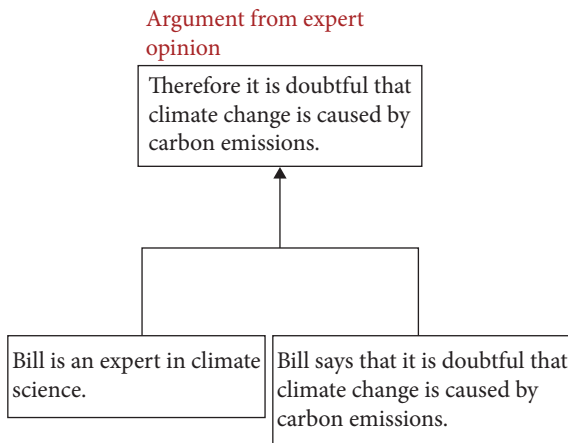 Argument from expert
opinion
Therefore it is doubtful that
climate change is caused by
carbon emissions.
Bill is an expert in climate
science.
Bill says that it is doubtful that
climate change is caused by
carbon emissions.